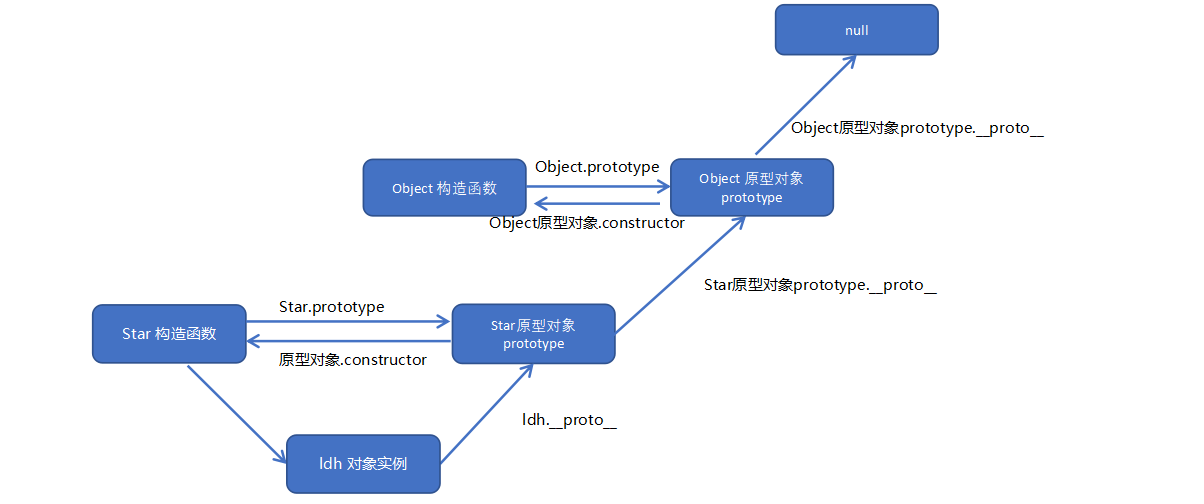 null
Object原型对象prototype.__proto__
Object.prototype
Object 构造函数
Object 原型对象
prototype
Object原型对象.constructor
Star原型对象prototype.__proto__
Star.prototype
Star 构造函数
Star原型对象
prototype
原型对象.constructor
ldh.__proto__
ldh 对象实例